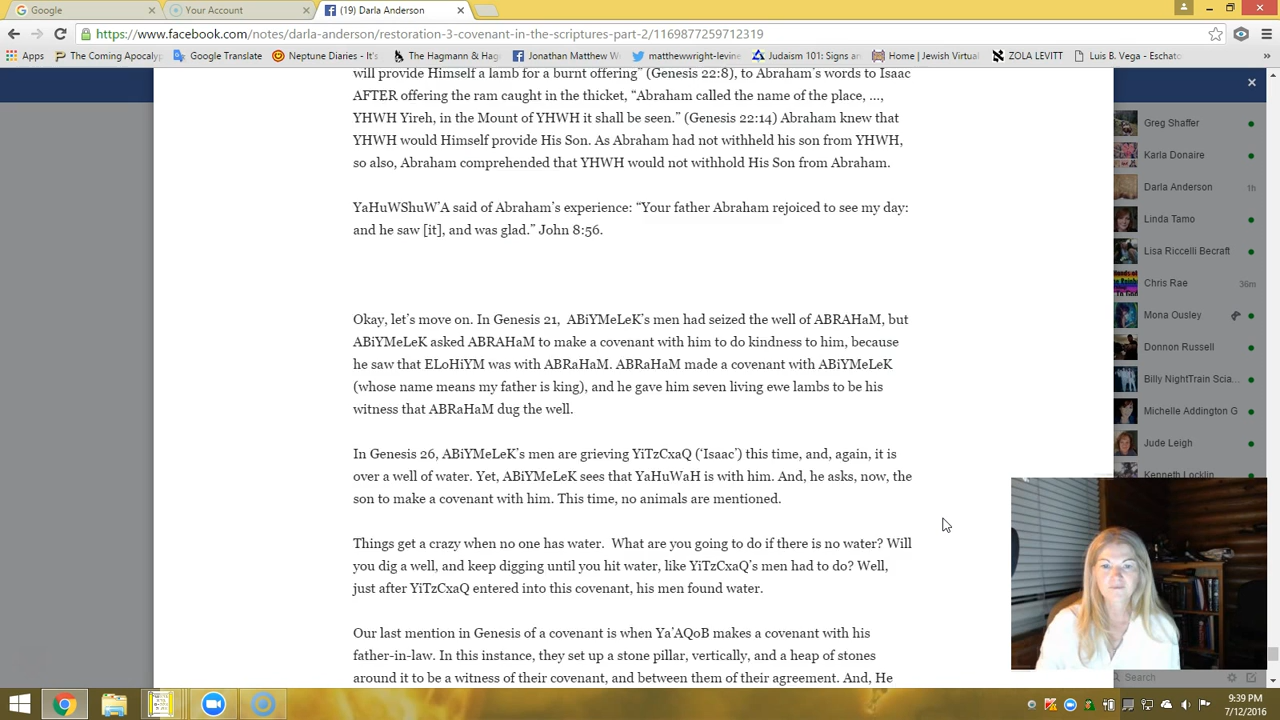 Google
Your Account
(19) Darla Anderson
https://www.facebook.com/notes/darla-anderson/restoration-3-covenant-in-the-scriptures-part-2/1169877259712319
Apps
The Coming Apocalyp
Google Translate
Neptune Diaries - It's
The Hagmann & Hag
Jonathan Matthew W
matthewwright-levine
Judaism 101: Signs an
Home | Jewish Virtual
ZOLA LEVITT
Luis B. Vega - Eschato
will provide Himself a lamb for a burnt offering” (Genesis 22:8), to Abraham’s words to Isaac
AFTER offering the ram caught in the thicket, “Abraham called the name of the place, ...,
YHWH Yireh, in the Mount of YHWH it shall be seen.” (Genesis 22:14) Abraham knew that
YHWH would Himself provide His Son. As Abraham had not withheld his son from YHWH,
so also, Abraham comprehended that YHWH would not withhold His Son from Abraham.
YaHuWShuW’A said of Abraham’s experience: “Your father Abraham rejoiced to see my day:
and he saw [it], and was glad.” John 8:56.
Okay, let’s move on. In Genesis 21,  ABiYMeLeK’s men had seized the well of ABRAHaM, but
ABiYMeLeK asked ABRAHaM to make a covenant with him to do kindness to him, because
he saw that ELoHiYM was with ABRaHaM. ABRaHaM made a covenant with ABiYMeLeK
(whose name means my father is king), and he gave him seven living ewe lambs to be his
witness that ABRaHaM dug the well.
In Genesis 26, ABiYMeLeK’s men are grieving YiTzCxaQ (‘Isaac’) this time, and, again, it is
over a well of water. Yet, ABiYMeLeK sees that YaHuWaH is with him. And, he asks, now, the
son to make a covenant with him. This time, no animals are mentioned.
Things get a crazy when no one has water.  What are you going to do if there is no water? Will
you dig a well, and keep digging until you hit water, like YiTzCxaQ’s men had to do? Well,
just after YiTzCxaQ entered into this covenant, his men found water.
Our last mention in Genesis of a covenant is when Ya’AQoB makes a covenant with his
father-in-law. In this instance, they set up a stone pillar, vertically, and a heap of stones
around it to be a witness of their covenant, and between them of their agreement. And, He
Greg Shaffer
Karla Donaire
Darla Anderson 1h
Linda Tamo
Lisa Riccelli Becraft
Chris Rae 36m
Mona Ousley
Donnon Russell
Billy NightTrain Scia...
Michelle Addington G
Jude Leigh
Kenneth Locklin
Search
9:39 PM
7/12/2016